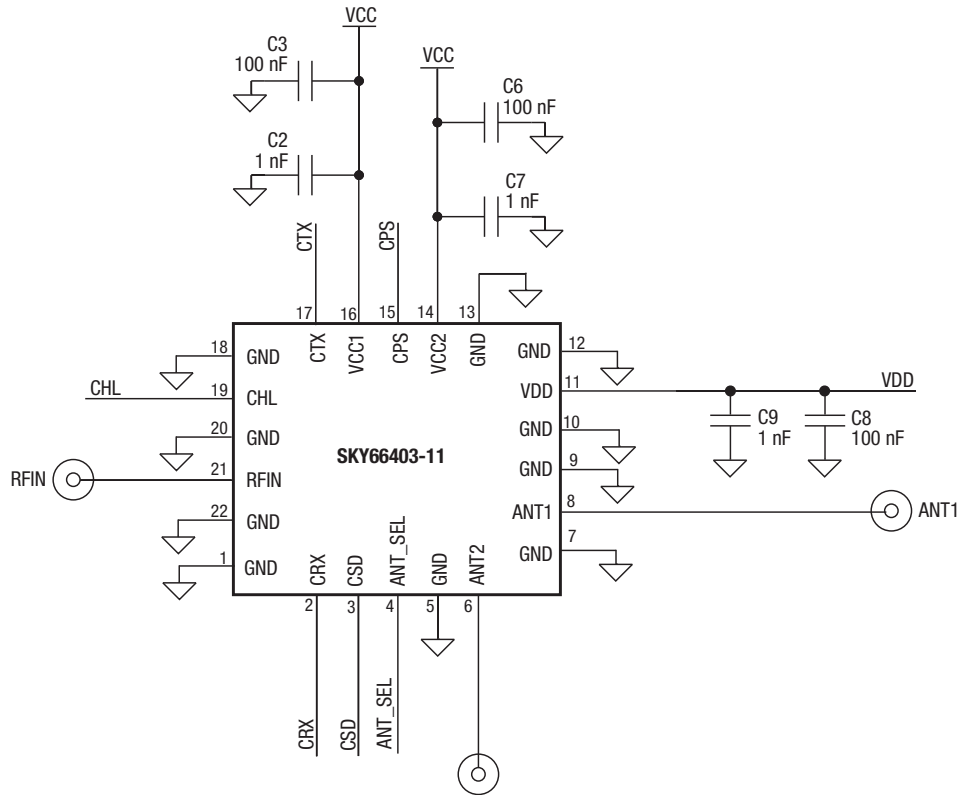 VCC
C3
100 nF
C2
1 nF
VCC
C6
100 nF
C7
1 nF
CTX
CPS
17
16
15
14
13
CTX
VCC1
CPS
VCC2
GND
18
GND
CHL
19
CHL
20
GND
RFIN
21
RFIN
22
GND
1
GND
SKY66403-11
GND
12
VDD
11
VDD
C9
1 nF
C8
100 nF
GND
10
GND
9
ANT1
8
ANT1
GND
7
CRX
CSD
ANT_SEL
GND
ANT2
2
3
4
5
6
CRX
CSD
ANT_SEL